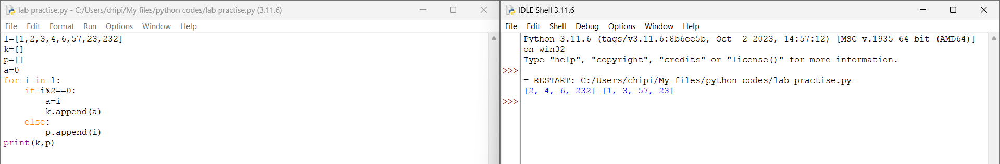 lab practise.py - C:/Users/chipi/My files/python codes/lab practise.py (3.11.6)
File Edit Format Run Options Window Help
l=[1,2,3,4,6,57,23,232]
k=[]
p=[]
a=0
for i in l:
    if i%2==0:
        a=i
        k.append(a)
    else:
        p.append(i)
print(k,p)
IDLE Shell 3.11.6
File Edit Shell Debug Options Window Help
Python 3.11.6 (tags/v3.11.6:8b6ee5b, Oct  2 2023, 14:57:12) [MSC v.1935 64 bit (AMD64)]
on win32
Type "help", "copyright", "credits" or "license()" for more information.
>>>
= RESTART: C:/Users/chipi/My files/python codes/lab practise.py
[2, 4, 6, 232] [1, 3, 57, 23]
>>>